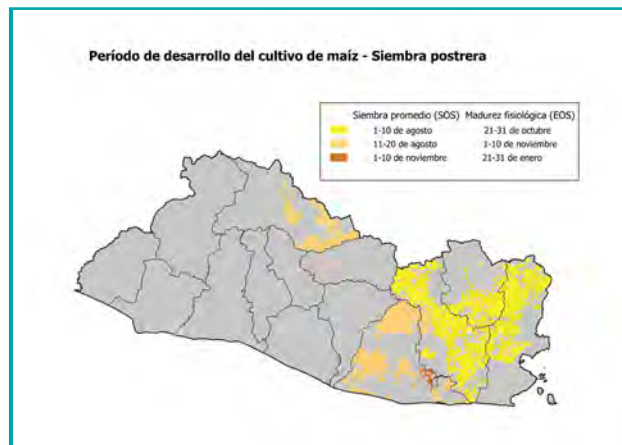 Período de desarrollo del cultivo de maíz - Siembra postrera
Siembra promedio (SOS) Madurez fisiológica (EOS)
1-10 de agosto 21-31 de octubre
11-20 de agosto 1-10 de noviembre
1-10 de noviembre 21-31 de enero